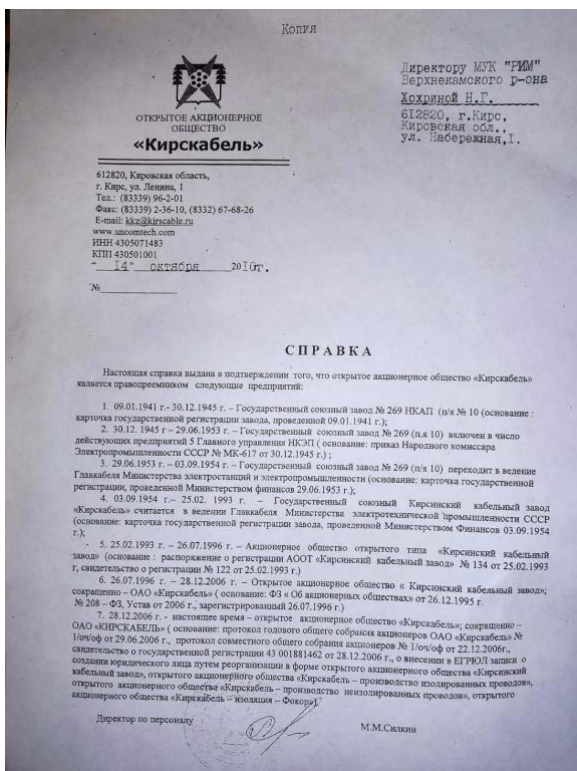 Копия
Директору МУК "РИМ"
Верхнекамского р-она
Хохриной Н.Г.
612820, г.Кирс,
Кировская обл.,
ул. Набережная,1.
ОТКРЫТОЕ АКЦИОНЕРНОЕ
ОБЩЕСТВО
«Кирскабель»
612820, Кировская область,
г. Кирс, ул. Ленина, 1
Тел.: (83339) 96-2-01
Факс: (83339) 2-36-10, (8332) 67-68-26
E-mail: kkz@kirscable.ru
www.uncomtech.com
ИНН 4305071483
КПП 430501001
"__14"__октября____2010г.
№__________
СПРАВКА
Настоящая справка выдана в подтверждении того, что открытое акционерное общество «Кирскабель»
является правопреемником следующие предприятий:
1. 09.01.1941 г.- 30.12.1945 г. – Государственный союзный завод № 269 НКАП (п/я № 10 (основание :
карточка государственной регистрации завода, проведенной 09.01.1941 г.);
2. 30.12. 1945 г – 29.06.1953 г. – Государственный союзный завод № 269 (п.я 10) включен в число
действующих предприятий 5 Главного управления НКЭП ( основание: приказ Народного комиссара
Электропромышленности СССР № МК-617 от 30.12.1945 г.) ;
3. 29.06.1953 г. – 03.09.1954 г. – Государственный союзный завод № 269 (п/я 10) переходит в ведение
Главкабеля Министерства электростанций и электропромышленности (основание: карточка государственной
регистрации, проведенной Министерством финансов 29.06.1953 г.);
4. 03.09.1954 г.– 25.02. 1993 г. – Государственный союзный Кирсинский кабельный завод
«Кирскабель» считается в ведении Главкабеля Министерства электротехнической промышленности СССР
(основание: карточка государственной регистрации завода, проведенной Министерством Финансов 03.09.1954
г.);
- 5. 25.02.1993 г. – 26.07.1996 г. – Акционерное общество открытого типа «Кирсинский кабельный
завод» (основание : распоряжение о регистрации АООТ «Кирсинский кабельный завод» № 134 от 25.02.1993
г, свидетельство о регистрации № 122 от 25.02.1993 г.)
6. 26.07.1996 г. – 28.12.2006 г. – Открытое акционерное общество « Кирсинский кабельный завод»;
сокращенно – ОАО «Кирскабель» ( основание: ФЗ « Об акционерных обществах» от 26.12.1995 г.
№ 208 – ФЗ, Устав от 2006 г., зарегистрированный 26.07.1996 г.)
7. 28.12.2006 г. - настоящее время – открытое акционерное общество «Кирскабель»; сокращенно –
ОАО «КИРСКАБЕЛЬ» ( основание: протокол годового общего собрания акционеров ОАО «Кирскабель» №
1/оч/оф от 29.06.2006 г., протокол совместного общего собрания акционеров № 1/оч/оф от 22.12.2006г.,
свидетельство о государственной регистрации 43 001881462 от 28.12.2006 г., о внесении в ЕГРЮЛ записи о
создании юридического лица путем реорганизации в форме открытого акционерного общества «Кирсинский
кабельный завод», открытого акционерного общества «Кирскабель – производство изолированных проводов»,
открытого акционерного общества «Кирскабель – производство неизолированных проводов», открытого
акционерного общества «Кирскабель – изоляция – Фокор»).
Директор по персоналу
М.М.Силкин